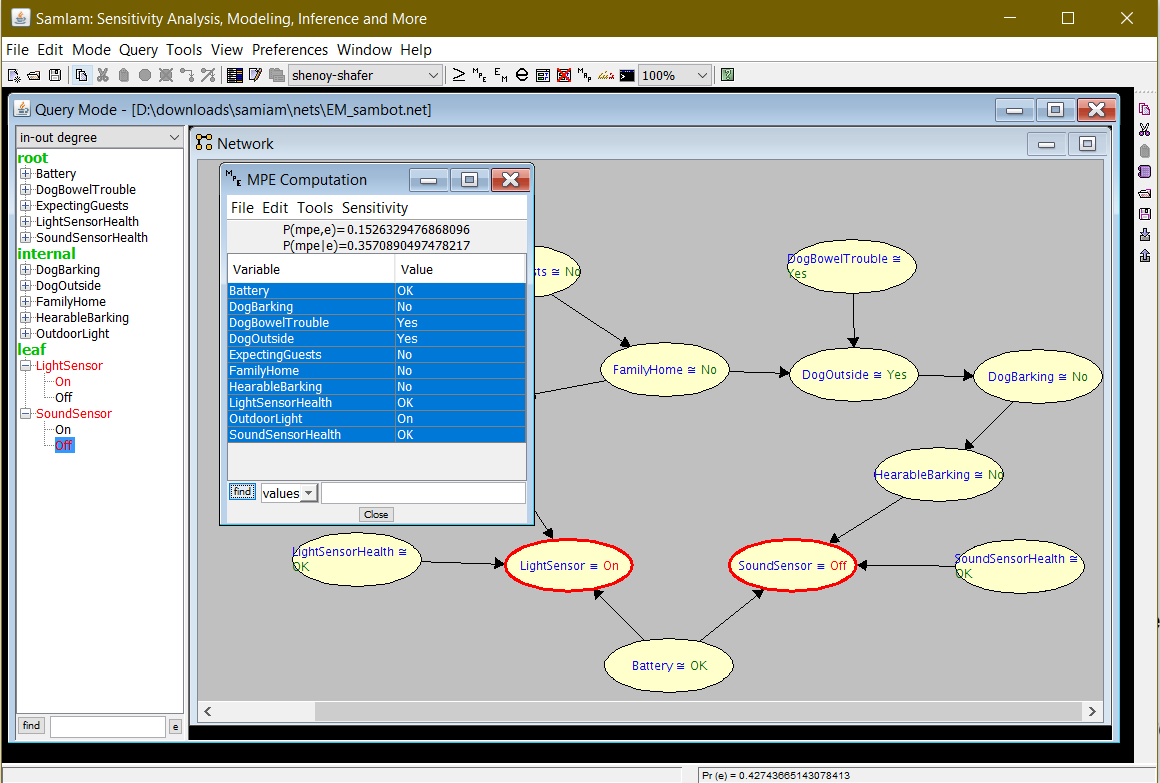 SamIam: Sensitivity Analysis, Modeling, Inference and More
File Edit Mode Query Tools View Preferences Window Help
shenoy-shafer
M P E
E M
M A P
100%
Query Mode - [D:\downloads\samiam\nets\EM_sambot.net]
in-out degree
root
Battery
DogBowelTrouble
ExpectingGuests
LightSensorHealth
SoundSensorHealth
internal
DogBarking
DogOutside
FamilyHome
HearableBarking
OutdoorLight
leaf
LightSensor
On
Off
SoundSensor
On
Off
find
e
Network
MPE Computation
File Edit Tools Sensitivity
P(mpe,e)= 0.1526329476868096
P(mpe|e)=0.3570890497478217
Variable Value
Battery OK
DogBarking No
DogBowelTrouble Yes
DogOutside Yes
ExpectingGuests No
FamilyHome No
HearableBarking No
LightSensorHealth OK
OutdoorLight On
SoundSensorHealth OK
find values
Close
sts ≅ No
DogBowelTrouble ≅
Yes
FamilyHome ≅ No
DogOutside ≅ Yes
DogBarking ≅ No
HearableBarking ≅ No
LightSensorHealth ≅
OK
LightSensor ≡ On
SoundSensor ≡ Off
SoundSensorHealth ≅
OK
Battery ≅ OK
Pr (e) = 0.42743665143078413